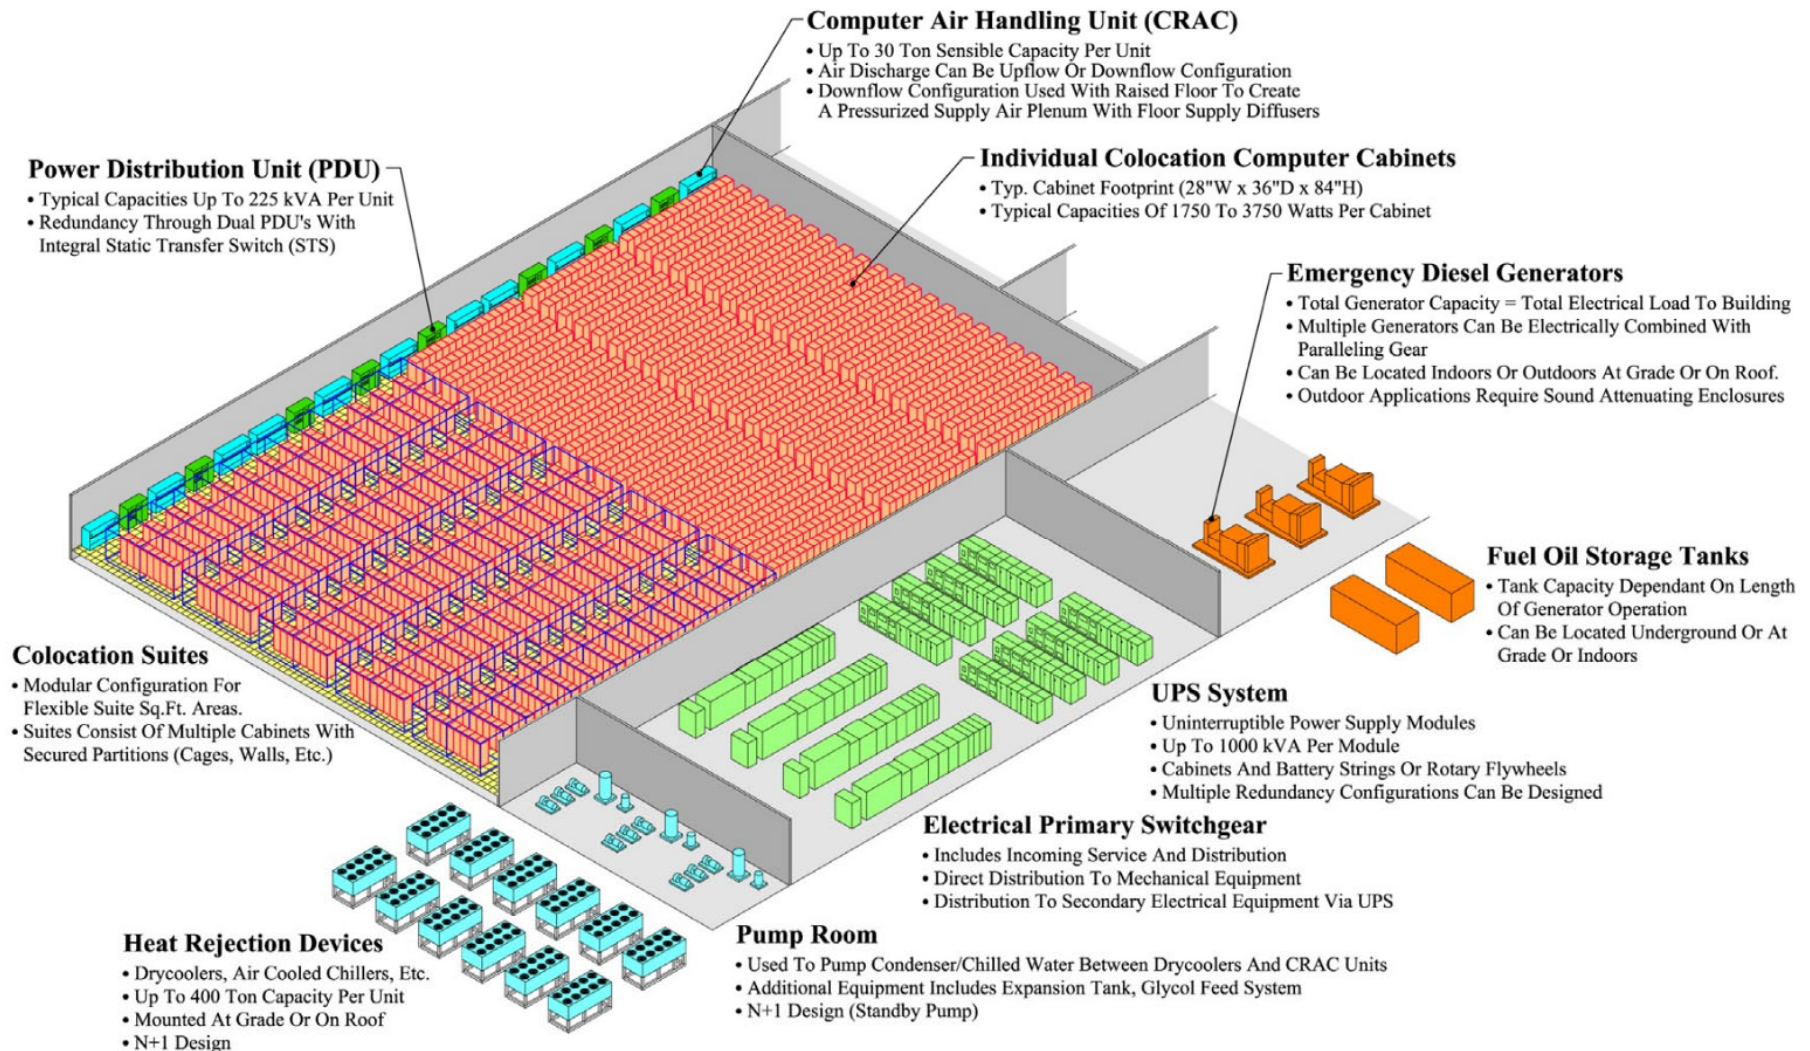 Computer Air Handling Unit (CRAC)
• Up To 30 Ton Sensible Capacity Per Unit
• Air Discharge Can Be Upflow Or Downflow Configuration
• Downflow Configuration Used With Raised Floor To Create
A Pressurized Supply Air Plenum With Floor Supply Diffusers
Power Distribution Unit (PDU)
• Typical Capacities Up To 225 kVA Per Unit
• Redundancy Through Dual PDU's With
Integral Static Transfer Switch (STS)
Individual Colocation Computer Cabinets
• Typ. Cabinet Footprint (28"W x 36"D x 84"H)
• Typical Capacities Of 1750 To 3750 Watts Per Cabinet
Emergency Diesel Generators
• Total Generator Capacity = Total Electrical Load To Building
• Multiple Generators Can Be Electrically Combined With
Paralleling Gear
• Can Be Located Indoors Or Outdoors At Grade Or On Roof.
• Outdoor Applications Require Sound Attenuating Enclosures
Fuel Oil Storage Tanks
• Tank Capacity Dependant On Length
Of Generator Operation
• Can Be Located Underground Or At
Grade Or Indoors
Colocation Suites
• Modular Configuration For
Flexible Suite Sq.Ft. Areas.
• Suites Consist Of Multiple Cabinets With
Secured Partitions (Cages, Walls, Etc.)
UPS System
• Uninterruptible Power Supply Modules
• Up To 1000 kVA Per Module
• Cabinets And Battery Strings Or Rotary Flywheels
• Multiple Redundancy Configurations Can Be Designed
Electrical Primary Switchgear
• Includes Incoming Service And Distribution
• Direct Distribution To Mechanical Equipment
• Distribution To Secondary Electrical Equipment Via UPS
Pump Room
• Used To Pump Condenser/Chilled Water Between Drycoolers And CRAC Units
• Additional Equipment Includes Expansion Tank, Glycol Feed System
• N+1 Design (Standby Pump)
Heat Rejection Devices
• Drycoolers, Air Cooled Chillers, Etc.
• Up To 400 Ton Capacity Per Unit
• Mounted At Grade Or On Roof
• N+1 Design